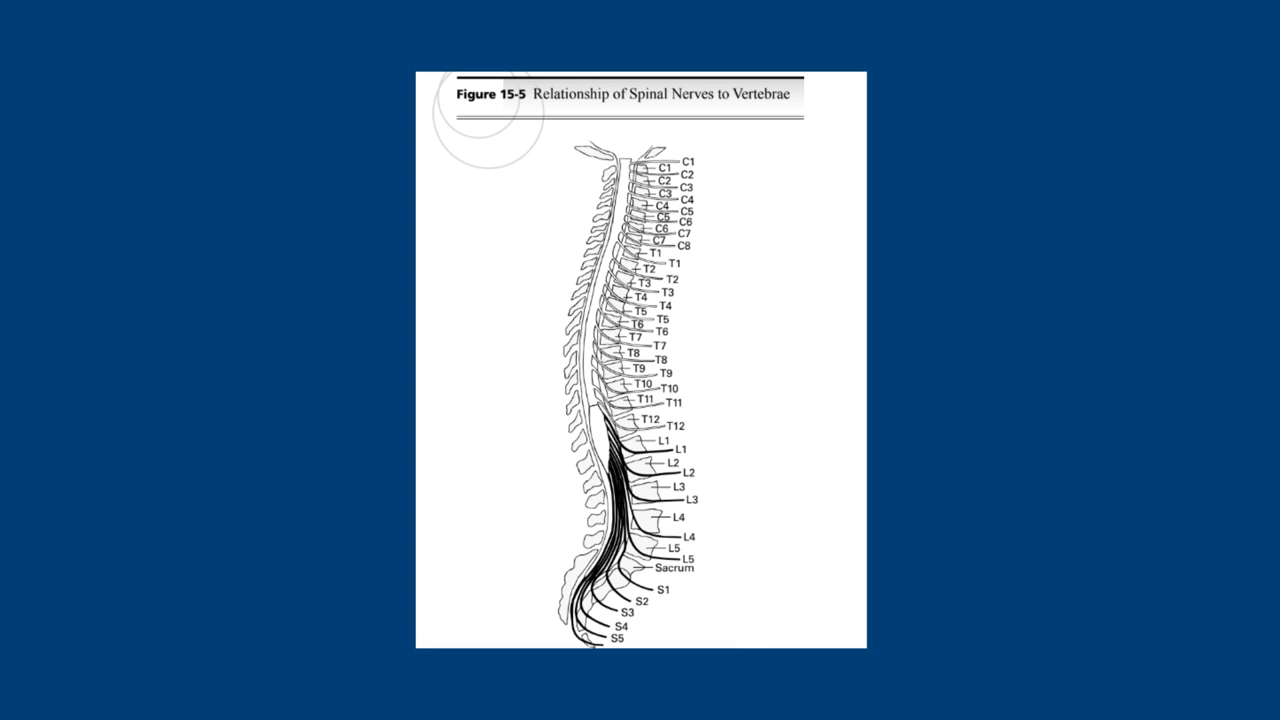 Figure 15-5 Relationship of Spinal Nerves to Vertebrae
C1
C1
C2
C2
C3
C3
C4
C4
C5
C5
C6
C6
C7
C7
C8
T1
T1
T2
T2
T3
T3
T4
T4
T5
T5
T6
T6
T7
T7
T8
T8
T9
T9
T10
T10
T11
T11
T12
T12
L1
L1
L2
L2
L3
L3
L4
L4
L5
L5
Sacrum
S1
S2
S3
S4
S5